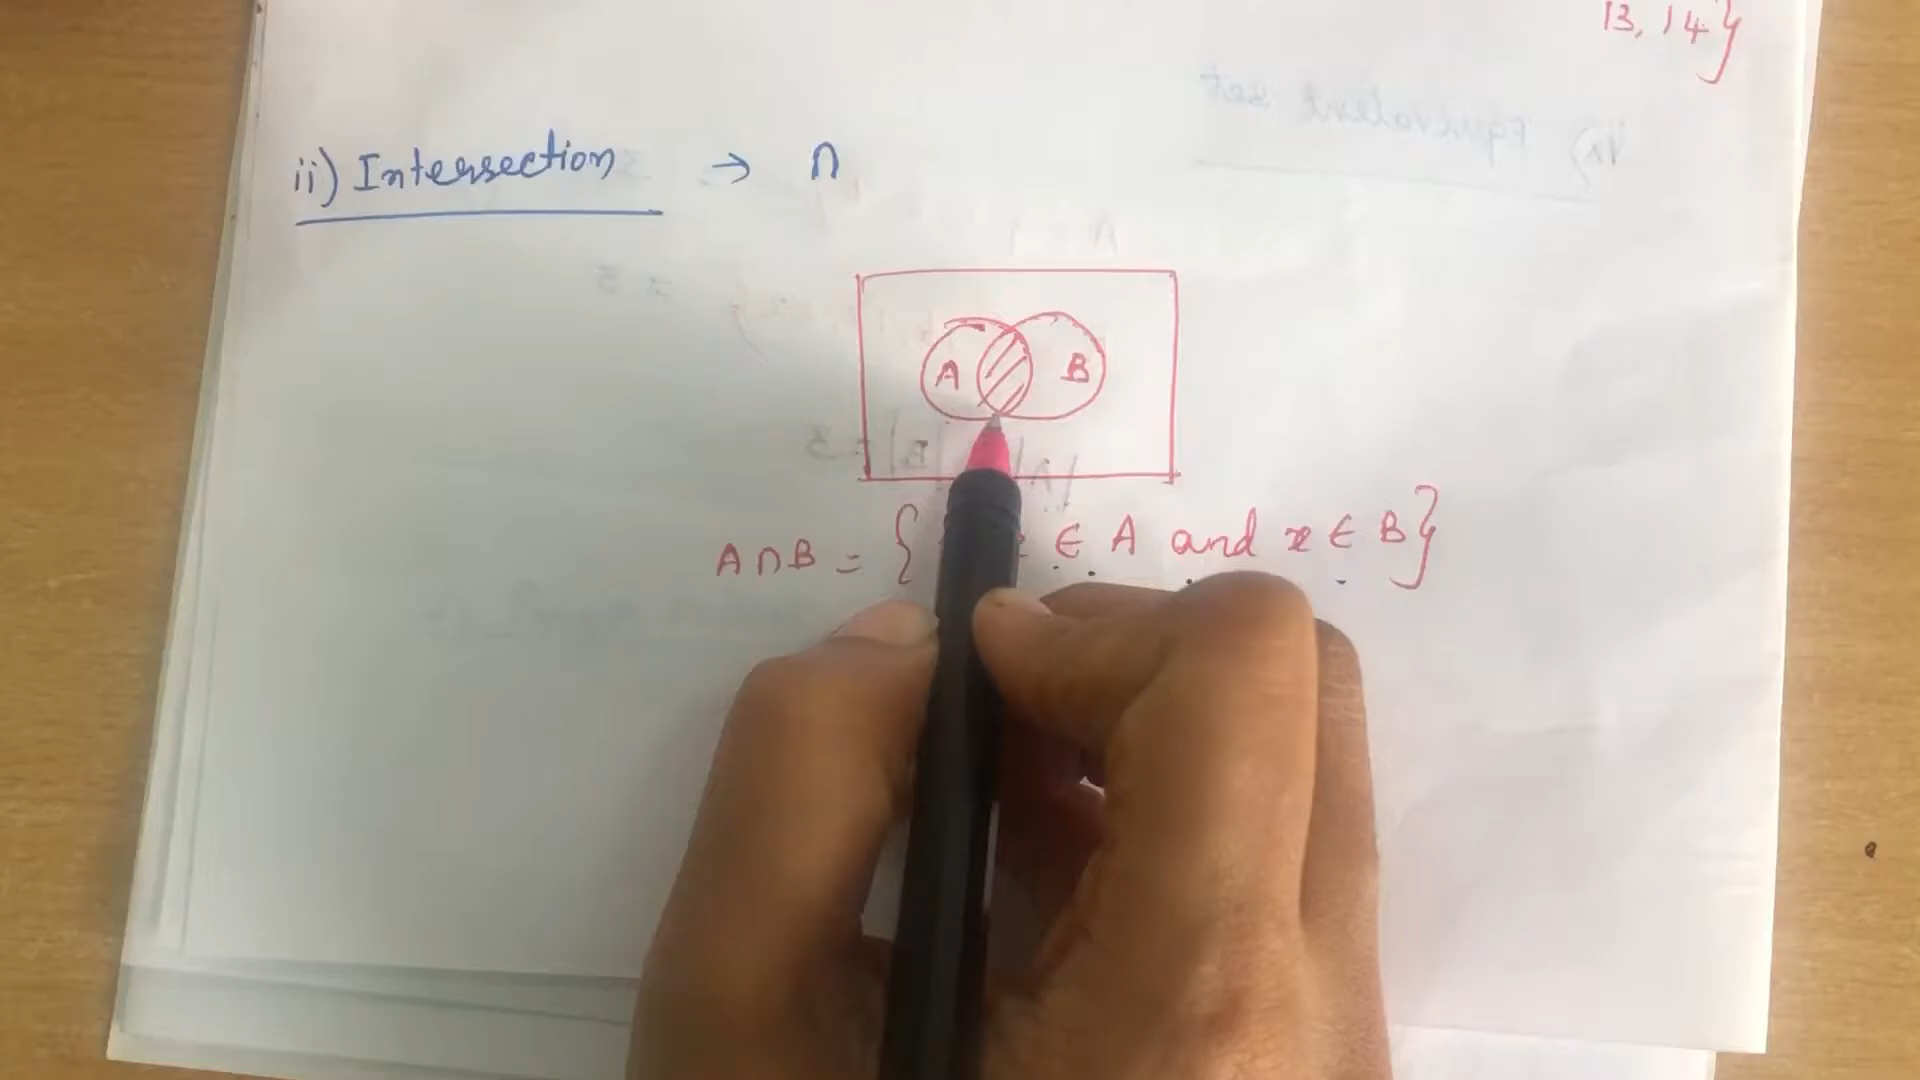 13, 14}
ii) Intersection → ∩
A B
A∩B = { ∈ A and x ∈ B}